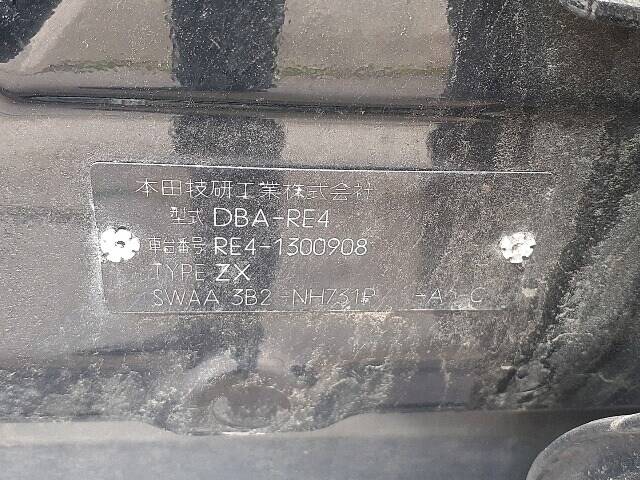 本田技研工業株式会社
型式 DBA-RE4
車台番号 RE4-1300908
TYPE ZX
SWAA 3B2-NH731P -A-C